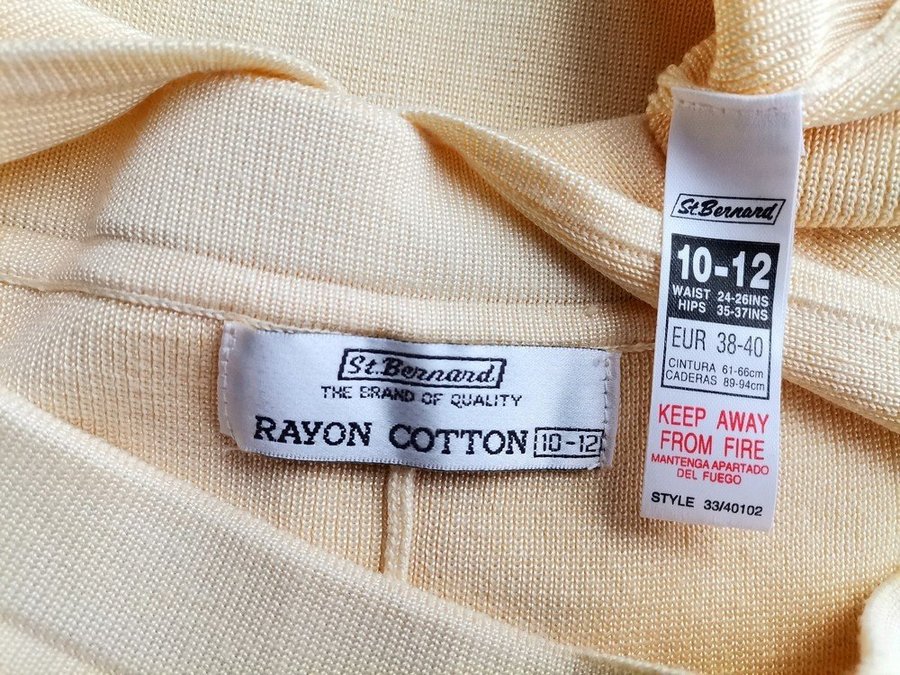 St.Bernard
THE BRAND OF QUALITY
RAYON COTTON 10-12
St.Bernard
10-12
WAIST 24-26INS
HIPS 35-37INS
EUR 38-40
CINTURA 61-66cm
CADERAS 89-94cm
KEEP AWAY
FROM FIRE
MANTENGA APARTADO
DEL FUEGO
STYLE 33/40102